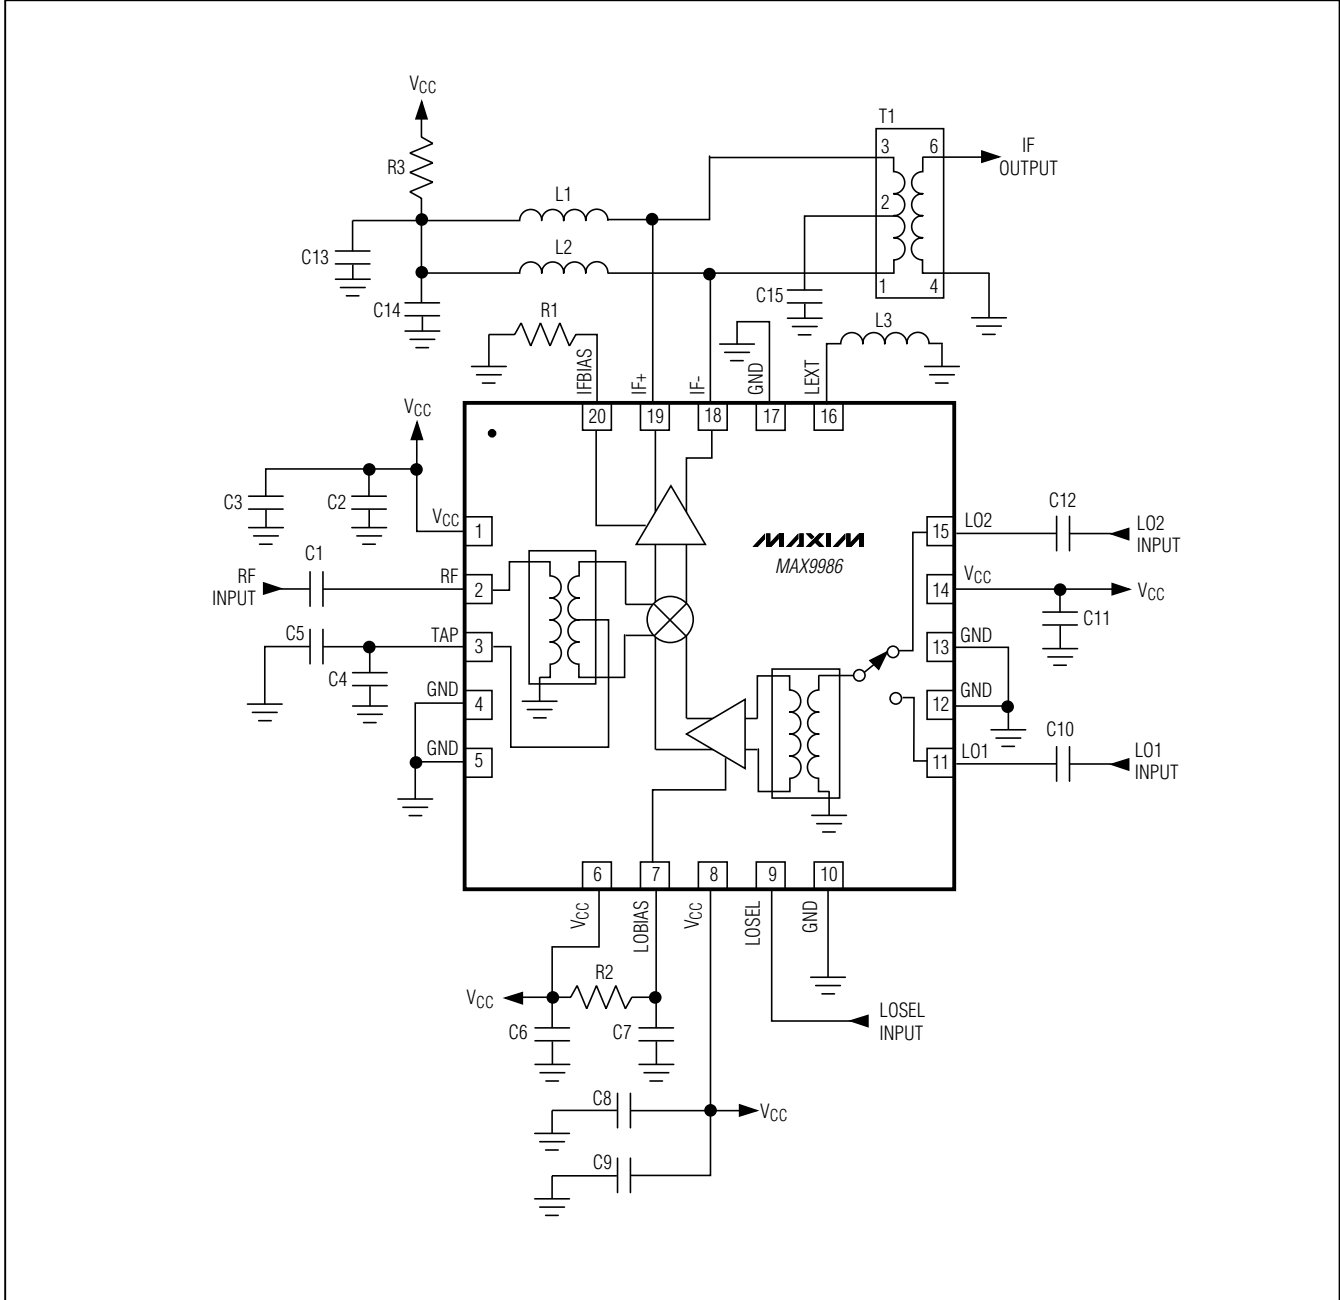 VCC
R3
T1
3
6
IF
OUTPUT
L1
2
L2
C13
C15
1
4
C14
R1
L3
IFBIAS
IF+
IF-
GND
LEXT
20
19
18
17
16
VCC
C3
C2
VCC
1
C1
RF
INPUT
RF
2
C5
TAP
3
C4
GND
4
GND
5
MAXIM
MAX9986
15
LO2
C12
LO2
INPUT
14
VCC
VCC
C11
13
GND
12
GND
C10
11
LO1
LO1
INPUT
6
7
8
9
10
VCC
LOBIAS
VCC
LOSEL
GND
R2
VCC
C6
C7
LOSEL
INPUT
C8
VCC
C9